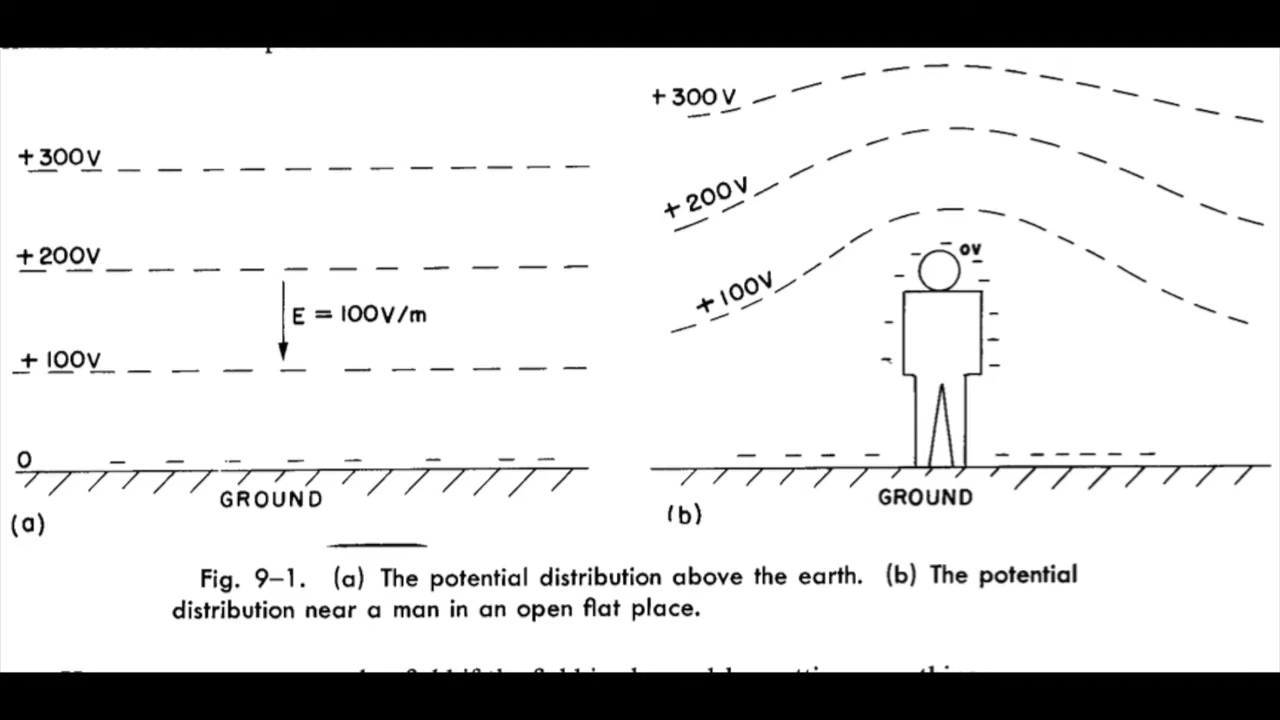 +300V
+200V
E = 100V/m
+ 100V
0
GROUND
(a)
+300V
+200V
+100V
0V
GROUND
(b)
Fig. 9–1. (a) The potential distribution above the earth. (b) The potential
distribution near a man in an open flat place.